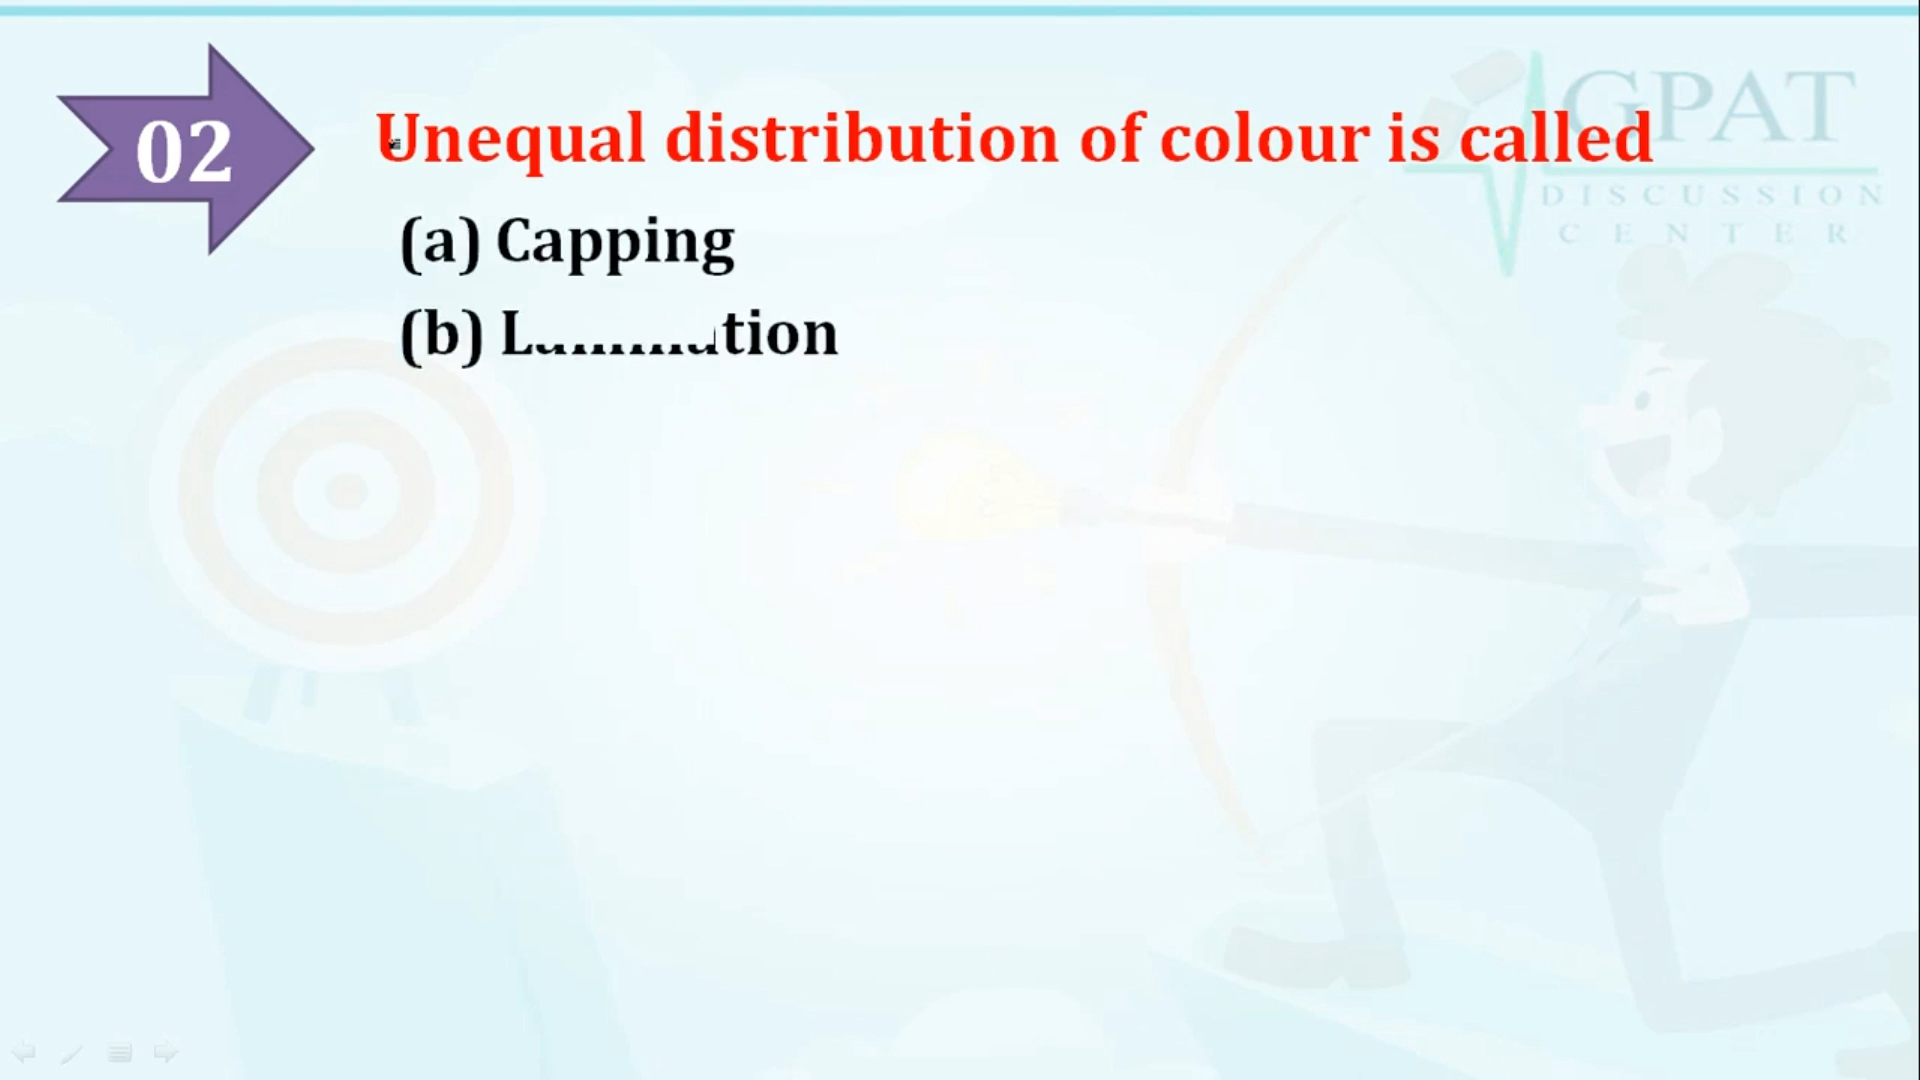 02
Unequal distribution of colour is called
(a) Capping
(b)
GPAT
DISCUSSION
CENTER